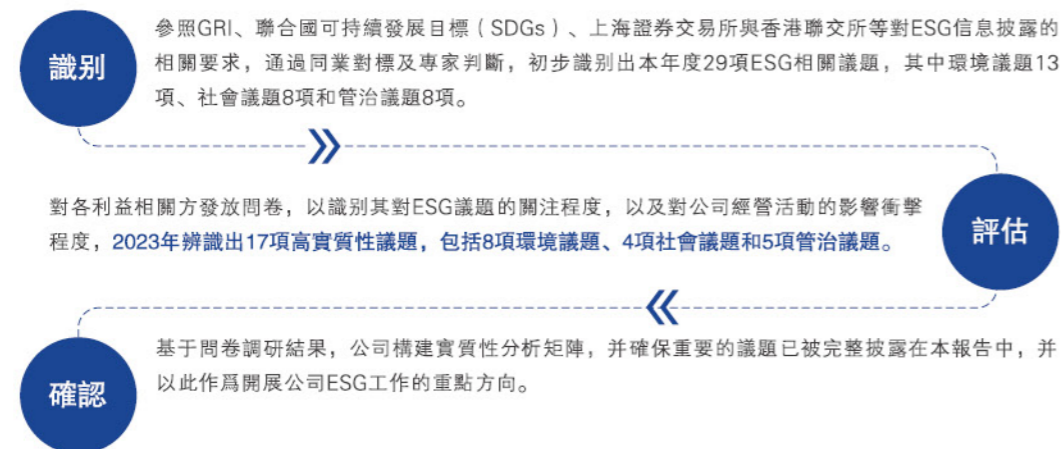 識別
參照GRI、聯合國可持續發展目標（SDGs）、上海證券交易所與香港聯交所等對ESG信息披露的
相關要求，通過同業對標及專家判斷，初步識別出本年度29項ESG相關議題，其中環境議題13
項、社會議題8項和管治議題8項。
對各利益相關方發放問卷，以識別其對ESG議題的關注程度，以及對公司經營活動的影響衝擊
程度，2023年辨識出17項高實質性議題，包括8項環境議題、4項社會議題和5項管治議題。
評估
確認
基于問卷調研結果，公司構建實質性分析矩陣，并確保重要的議題已被完整披露在本報告中，并
以此作爲開展公司ESG工作的重點方向。